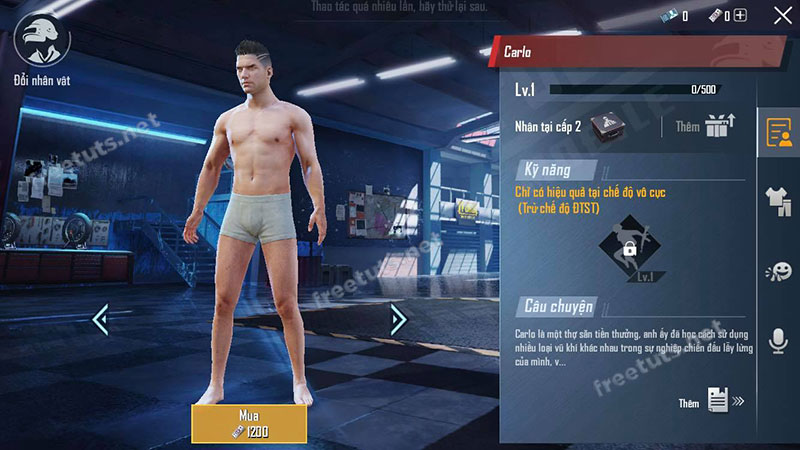 Thao tác quá nhiều lần, hãy thử lại sau.
0
0
Đổi nhân vật
Carlo
Lv.1
0/500
Nhân tại cấp 2
Thêm
Kỹ năng
Chỉ có hiệu quả tại chế độ vô cực
(Trừ chế độ ĐTST)
Lv.1
Câu chuyện
Carlo là một thợ săn tiền thưởng, anh ấy đã học cách sử dụng
nhiều loại vũ khí khác nhau trong sự nghiệp chiến đấu lẫy lừng
của mình, v...
Thêm
Mua
1200
freetuts.net
freetuts.net
freetuts.net